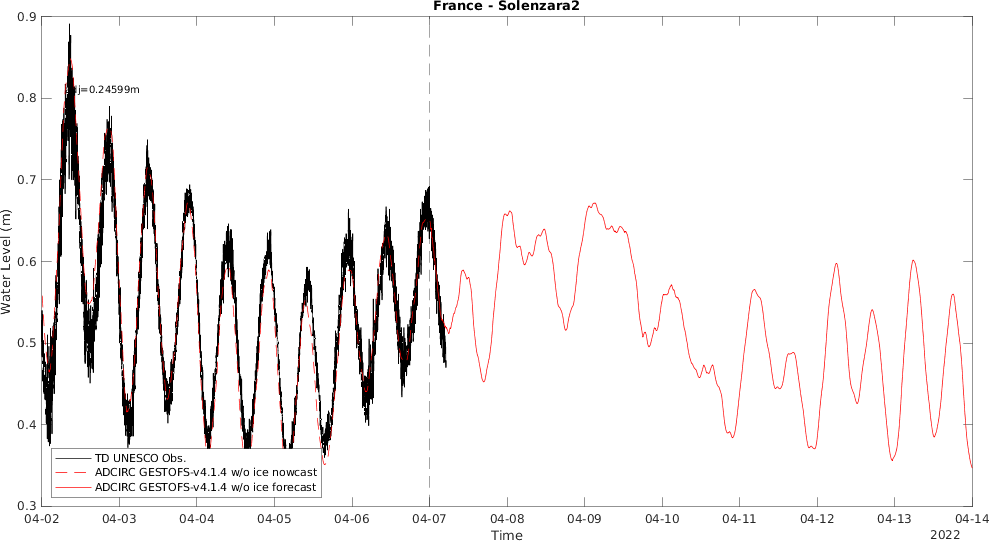 France - Solenzara2
0.9
0.8
0.7
0.6
0.5
0.4
0.3
Water Level (m)
j=0.24599m
TD UNESCO Obs.
ADCIRC GESTOFS-v4.1.4 w/o ice nowcast
ADCIRC GESTOFS-v4.1.4 w/o ice forecast
04-02 04-03 04-04 04-05 04-06 04-07 04-08 04-09 04-10 04-11 04-12 04-13 04-14
Time
2022